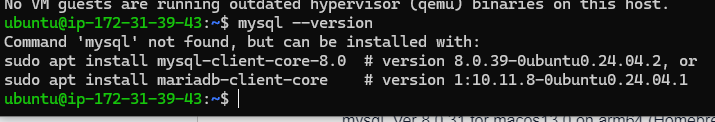 No VM guests are running outdated hypervisor (qemu) binaries on this host.
ubuntu@ip-172-31-39-43:~$ mysql --version
Command 'mysql' not found, but can be installed with:
sudo apt install mysql-client-core-8.0  # version 8.0.39-0ubuntu0.24.04.2, or
sudo apt install mariadb-client-core    # version 1:10.11.8-0ubuntu0.24.04.1
ubuntu@ip-172-31-39-43:~$
mysql Ver 8.0.31 for macos13.0 on arm64 (Homebre